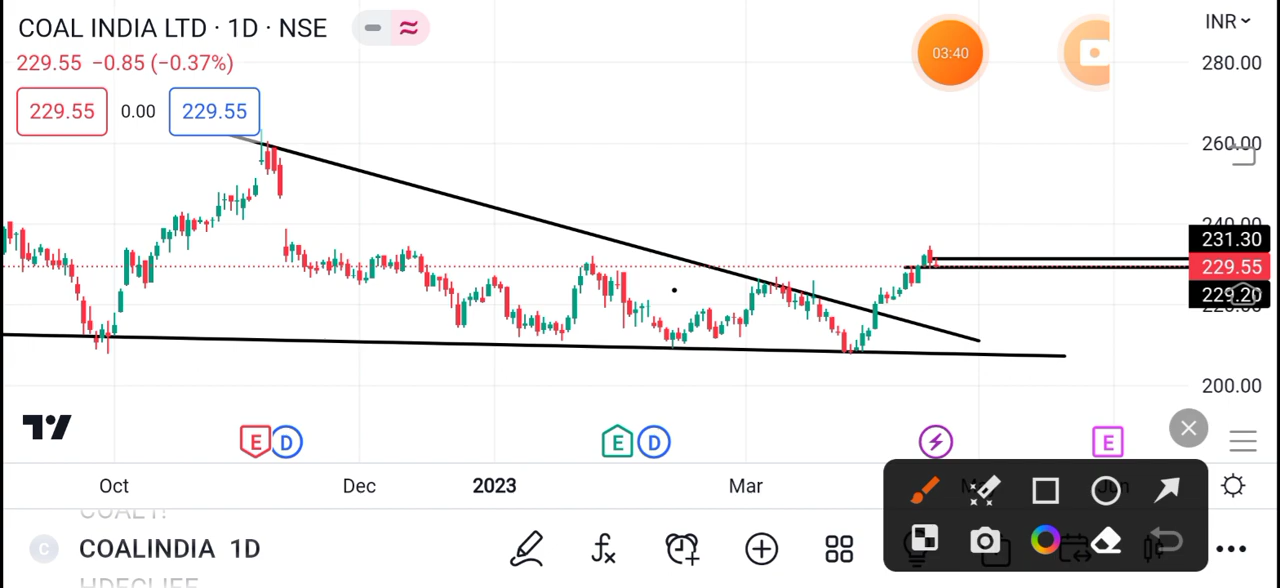 COAL INDIA LTD · 1D · NSE
INR
03:40
229.55 −0.85 (−0.37%)
280.00
229.55 0.00 229.55
260.00
240.00
231.30
229.55
229.20
200.00
E D E D E
Oct Dec 2023 Mar
C COALINDIA 1D